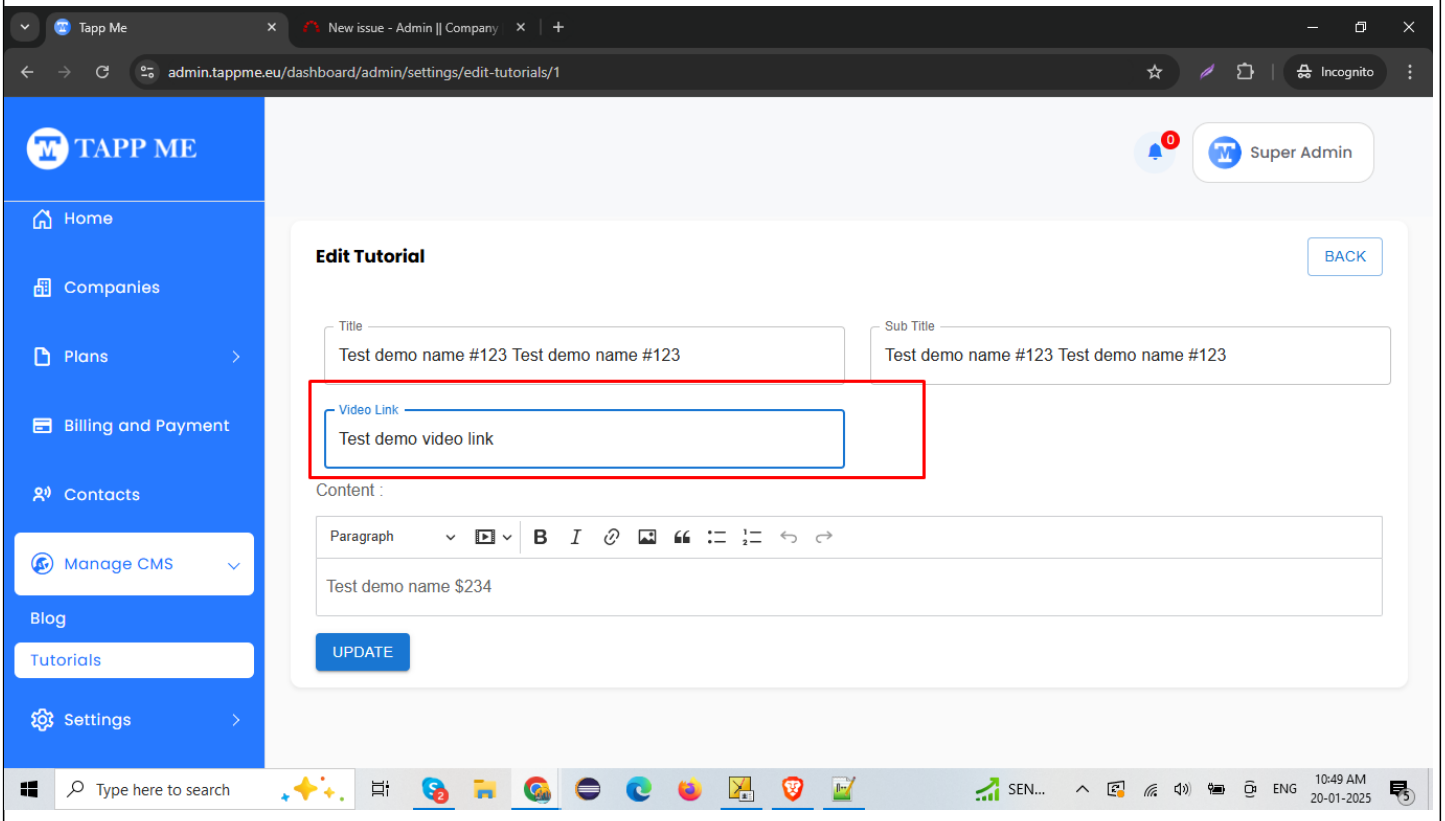 Tapp Me
New issue - Admin || Company
admin.tappme.eu/dashboard/admin/settings/edit-tutorials/1
Incognito
TAPP ME
0
Super Admin
Home
Companies
Plans
Billing and Payment
Contacts
Manage CMS
Blog
Tutorials
Settings
Edit Tutorial
BACK
Title
Test demo name #123 Test demo name #123
Sub Title
Test demo name #123 Test demo name #123
Video Link
Test demo video link
Content :
Paragraph
Test demo name $234
UPDATE
Type here to search
2
SEN...
ENG
10:49 AM
20-01-2025
5